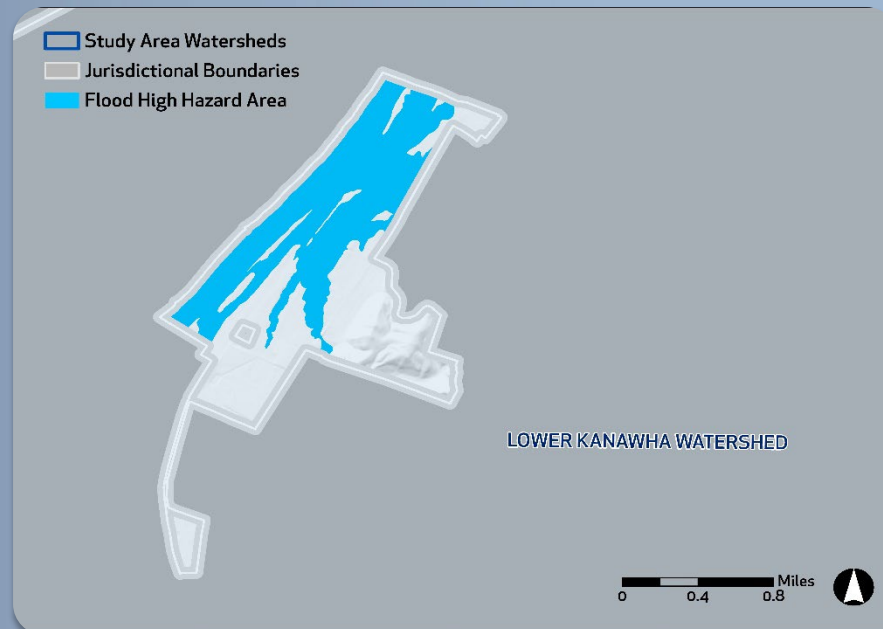 Study Area Watersheds
Jurisdictional Boundaries
Flood High Hazard Area
LOWER KANAWHA WATERSHED
Miles
0 0.4 0.8